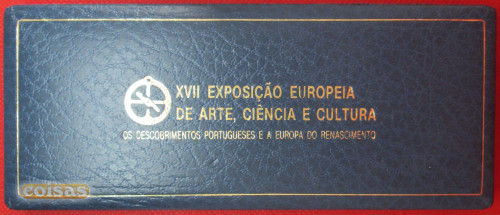 XVII EXPOSIÇÃO EUROPEIA
DE ARTE, CIÊNCIA E CULTURA
OS DESCOBRIMENTOS PORTUGUESES E A EUROPA DO RENASCIMENTO
coisas